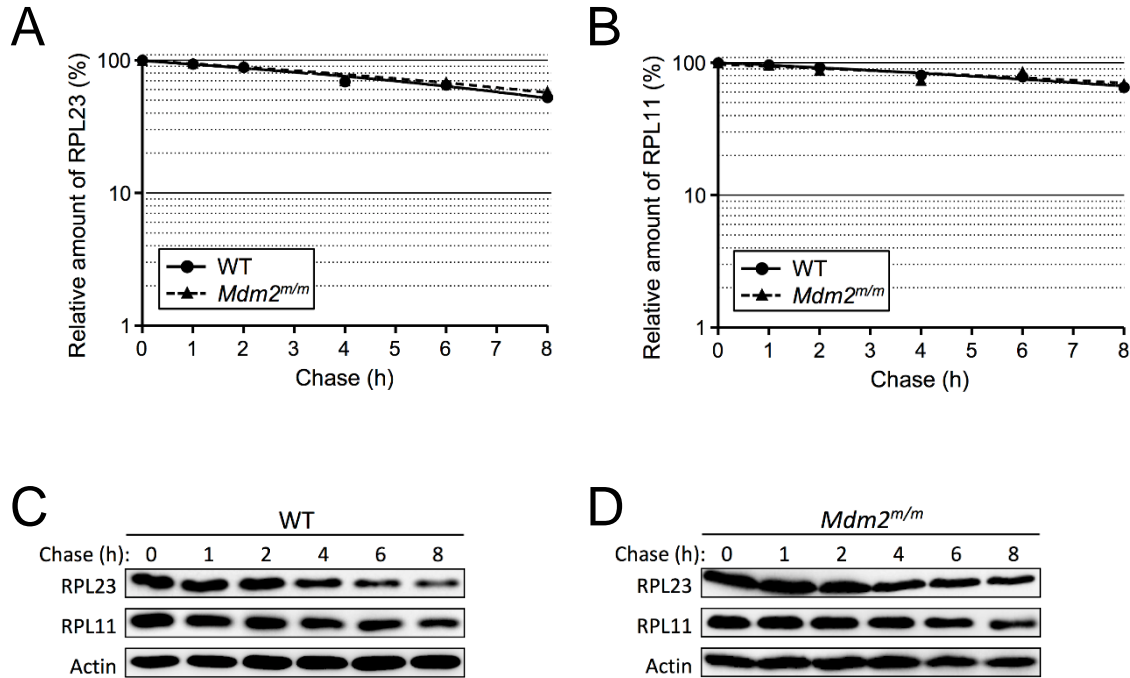 A
Relative amount of RPL23 (%)
100
10
1
WT
Mdm2m/m
0 1 2 3 4 5 6 7 8
Chase (h)
B
Relative amount of RPL11 (%)
100
10
1
WT
Mdm2m/m
0 1 2 3 4 5 6 7 8
Chase (h)
C
WT
Chase (h): 0 1 2 4 6 8
RPL23
RPL11
Actin
D
Mdm2m/m
Chase (h): 0 1 2 4 6 8
RPL23
RPL11
Actin